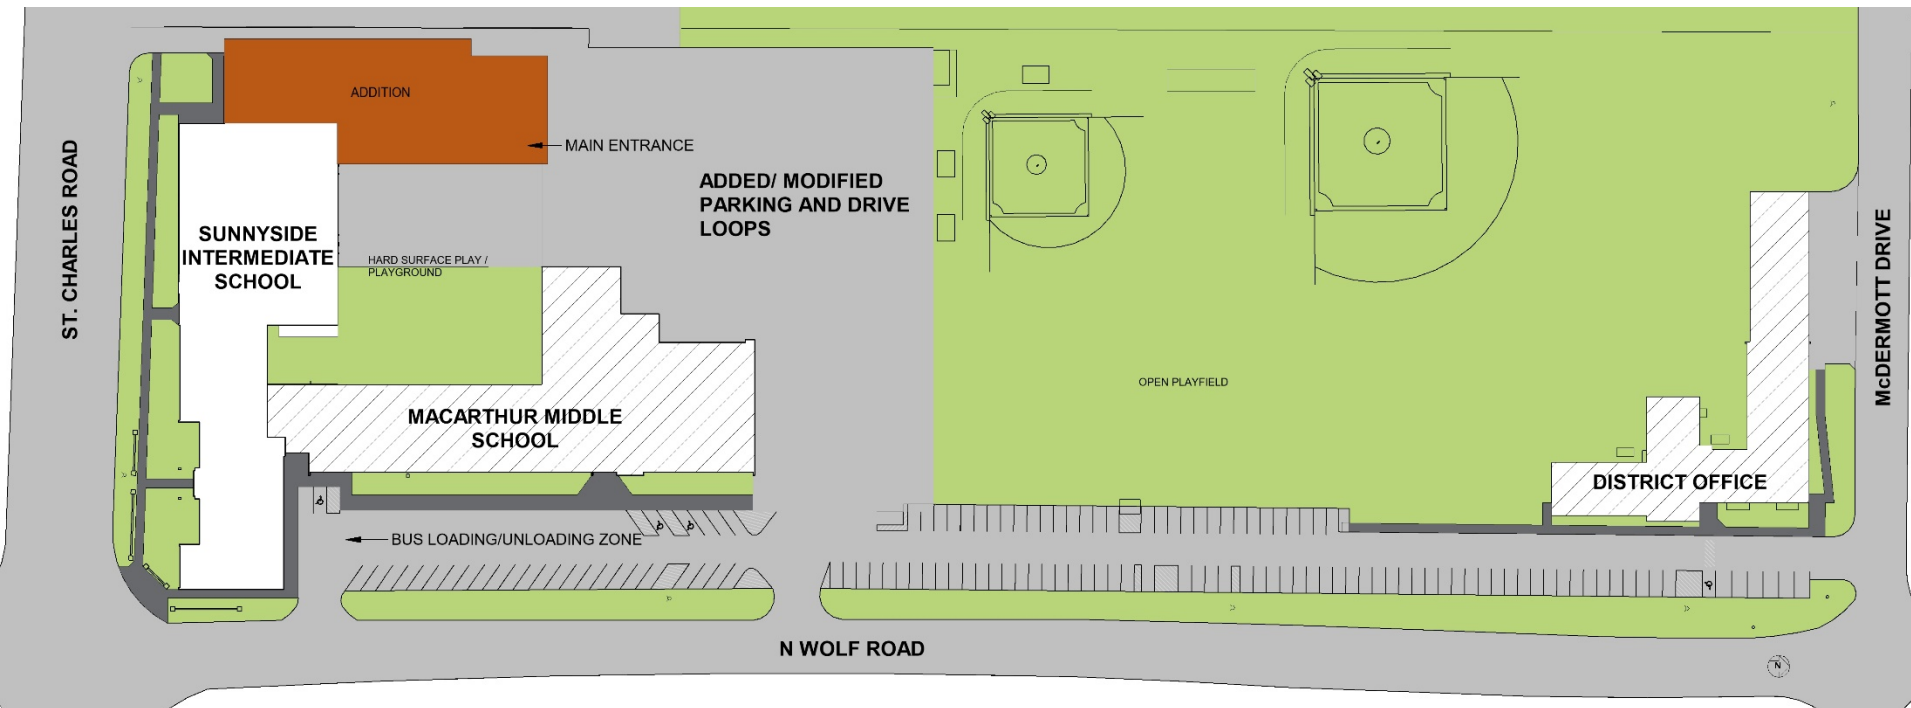 ADDITION
MAIN ENTRANCE
ST. CHARLES ROAD
ADDED/ MODIFIED
PARKING AND DRIVE
LOOPS
SUNNYSIDE
INTERMEDIATE
SCHOOL
HARD SURFACE PLAY /
PLAYGROUND
McDERMOTT DRIVE
OPEN PLAYFIELD
MACARTHUR MIDDLE
SCHOOL
DISTRICT OFFICE
BUS LOADING/UNLOADING ZONE
N WOLF ROAD
N